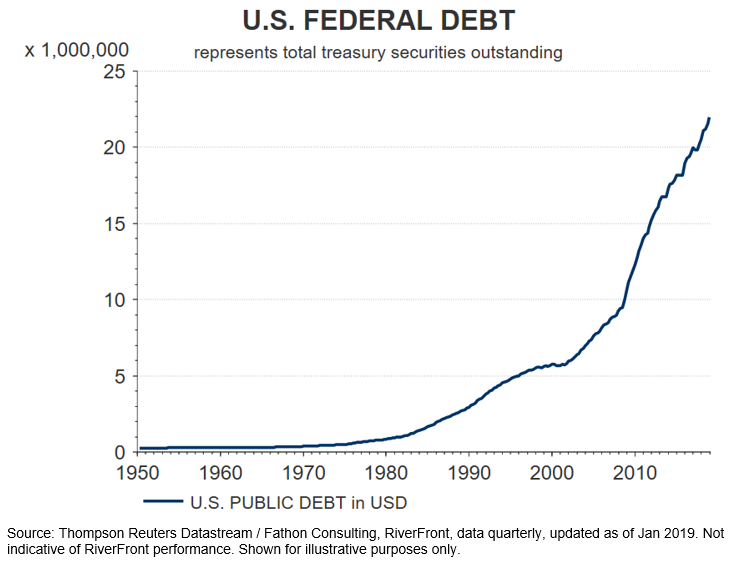 U.S. FEDERAL DEBT
x 1,000,000
represents total treasury securities outstanding
25
20
15
10
5
0
1950 1960 1970 1980 1990 2000 2010
U.S. PUBLIC DEBT in USD
Source: Thompson Reuters Datastream / Fathon Consulting, RiverFront, data quarterly, updated as of Jan 2019. Not
indicative of RiverFront performance. Shown for illustrative purposes only.